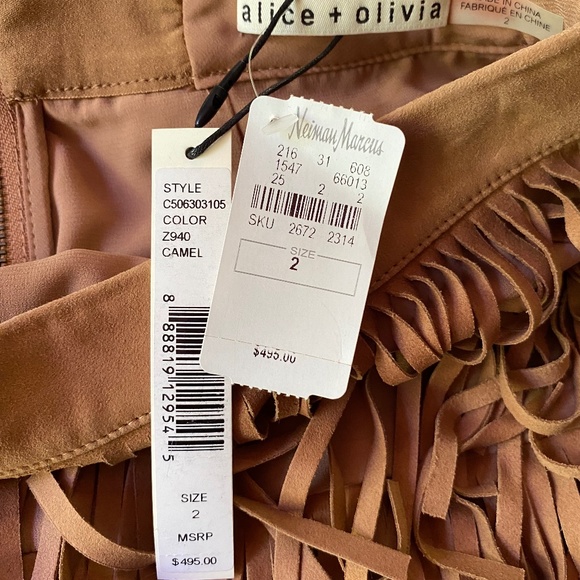 alice + olivia
MADE IN CHINA
FABRIQUÉ EN CHINE
2
Neiman Marcus
216 31 608
1547 66013
25 2 2
SKU 2672 2314
SIZE
2
$495.00
STYLE
C506303105
COLOR
Z940
CAMEL
8 88819 12954 5
SIZE
2
MSRP
$495.00